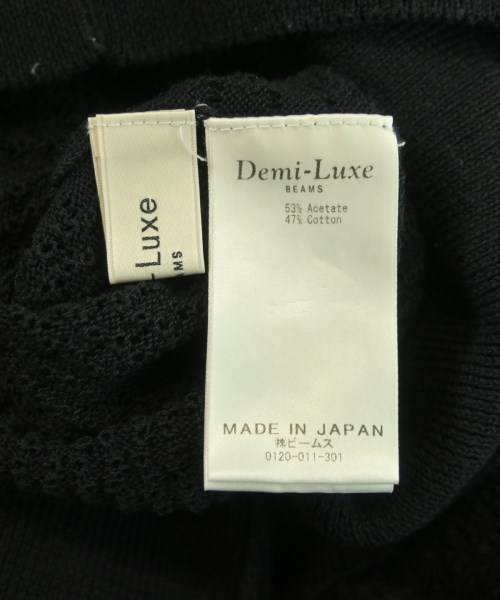 -Luxe
AMS
Demi-Luxe
BEAMS
53% Acetate
47% Cotton
MADE IN JAPAN
㈱ビームス
0120-011-301